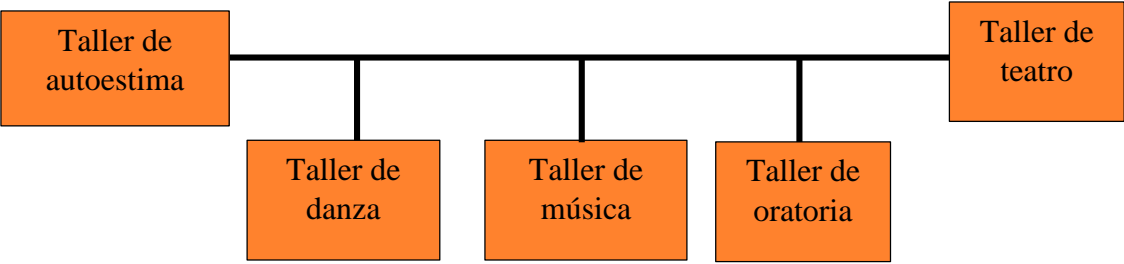 Taller de
autoestima
Taller de
teatro
Taller de
danza
Taller de
música
Taller de
oratoria